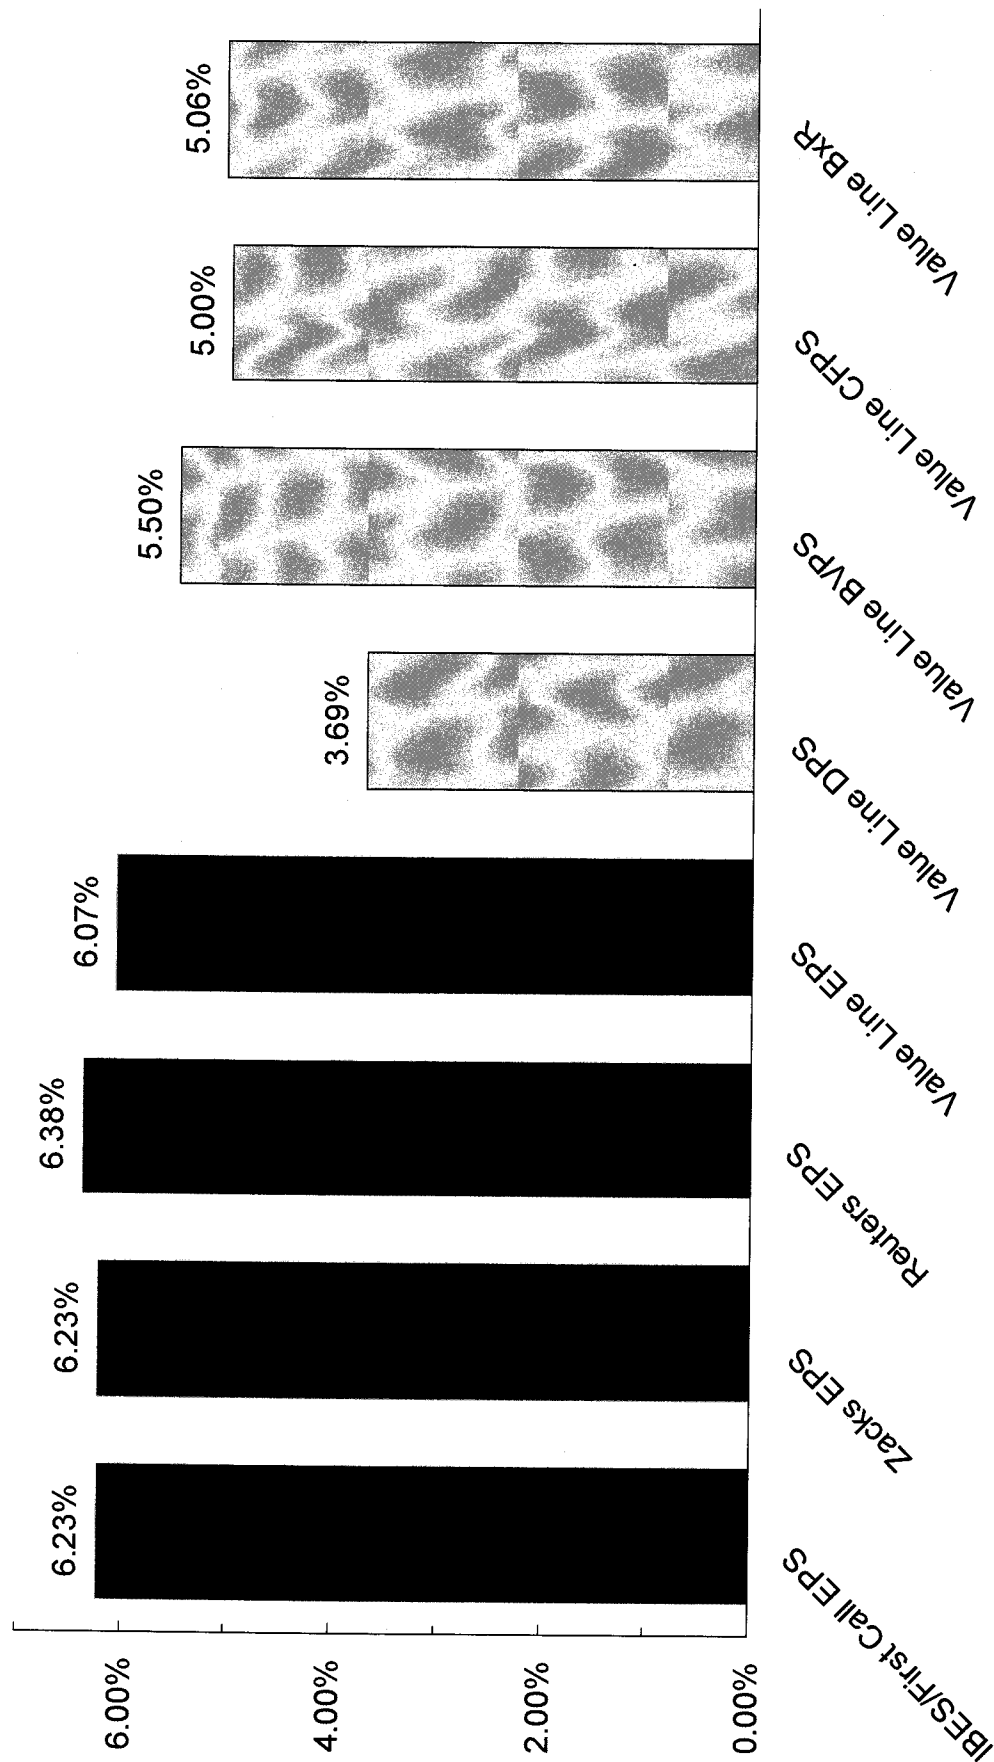 6.00%
4.00%
2.00%
0.00%
6.23%
6.23%
6.38%
6.07%
3.69%
5.50%
5.00%
5.06%
IBES/First Call EPS
Zacks EPS
Reuters EPS
Value Line EPS
Value Line DPS
Value Line BVPS
Value Line CFPS
Value Line BxR